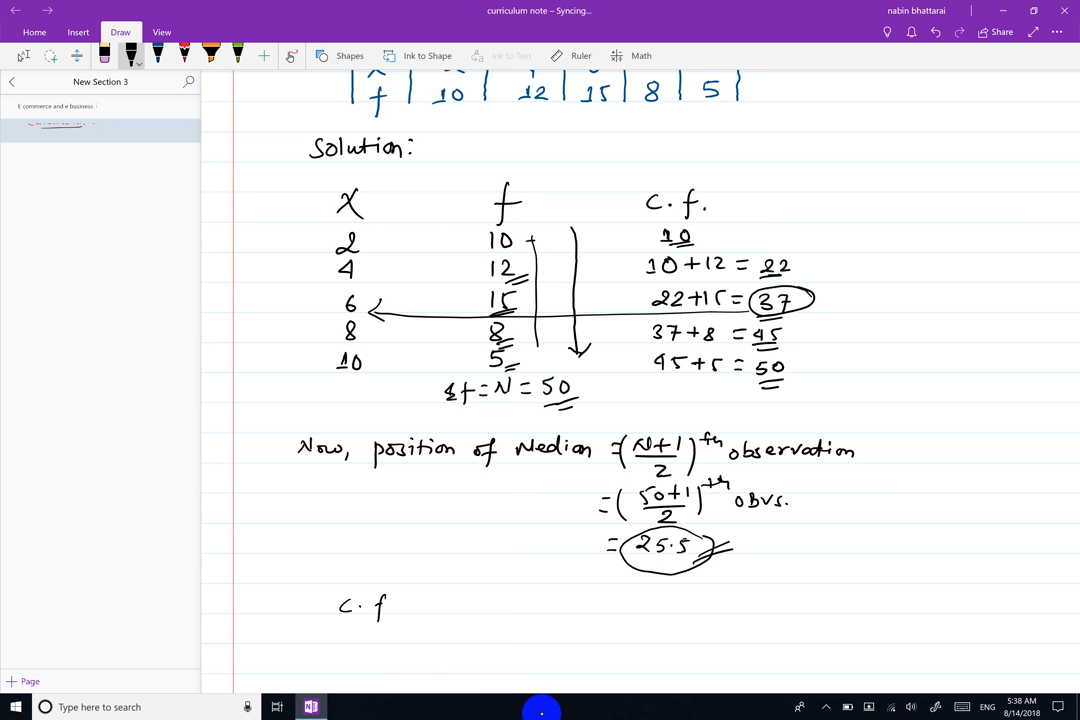 curriculum note – Syncing...
nabin bhattarai
Home Insert Draw View
Share
Shapes Ink to Shape Ink to Text Ruler Math
New Section 3
E commerce and e business
f 10 12 15 8 5
Solution:
X f c.f.
2 10 10
4 12 10+12 = 22
6 15 22+15 = 37
8 8 37+8 = 45
10 5 45+5 = 50
Σf = N = 50
Now, position of Median = (N+1/2)th observation
= (50+1/2)th obvs.
= 25.5
c.f
+ Page
Type here to search
ENG
5:38 AM
8/14/2018